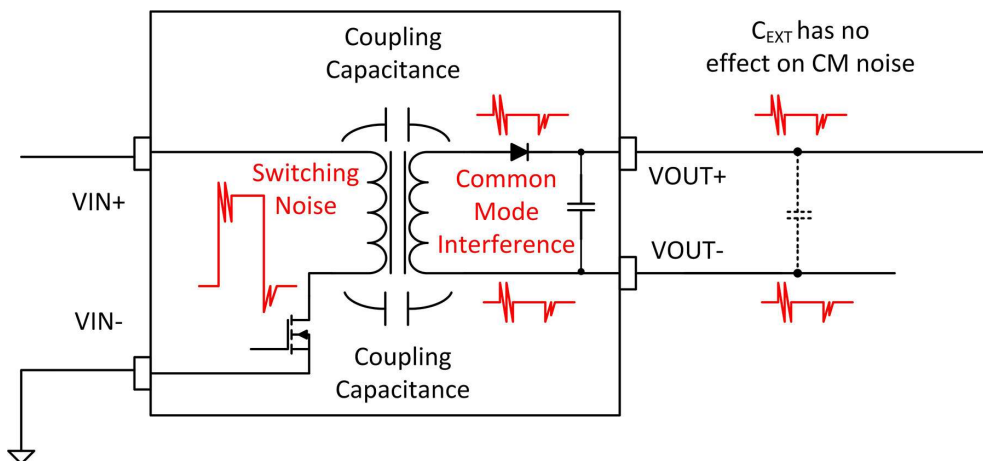 Coupling
Capacitance
C_EXT has no
effect on CM noise
VIN+
Switching
Noise
Common
Mode
Interference
VOUT+
VOUT-
VIN-
Coupling
Capacitance